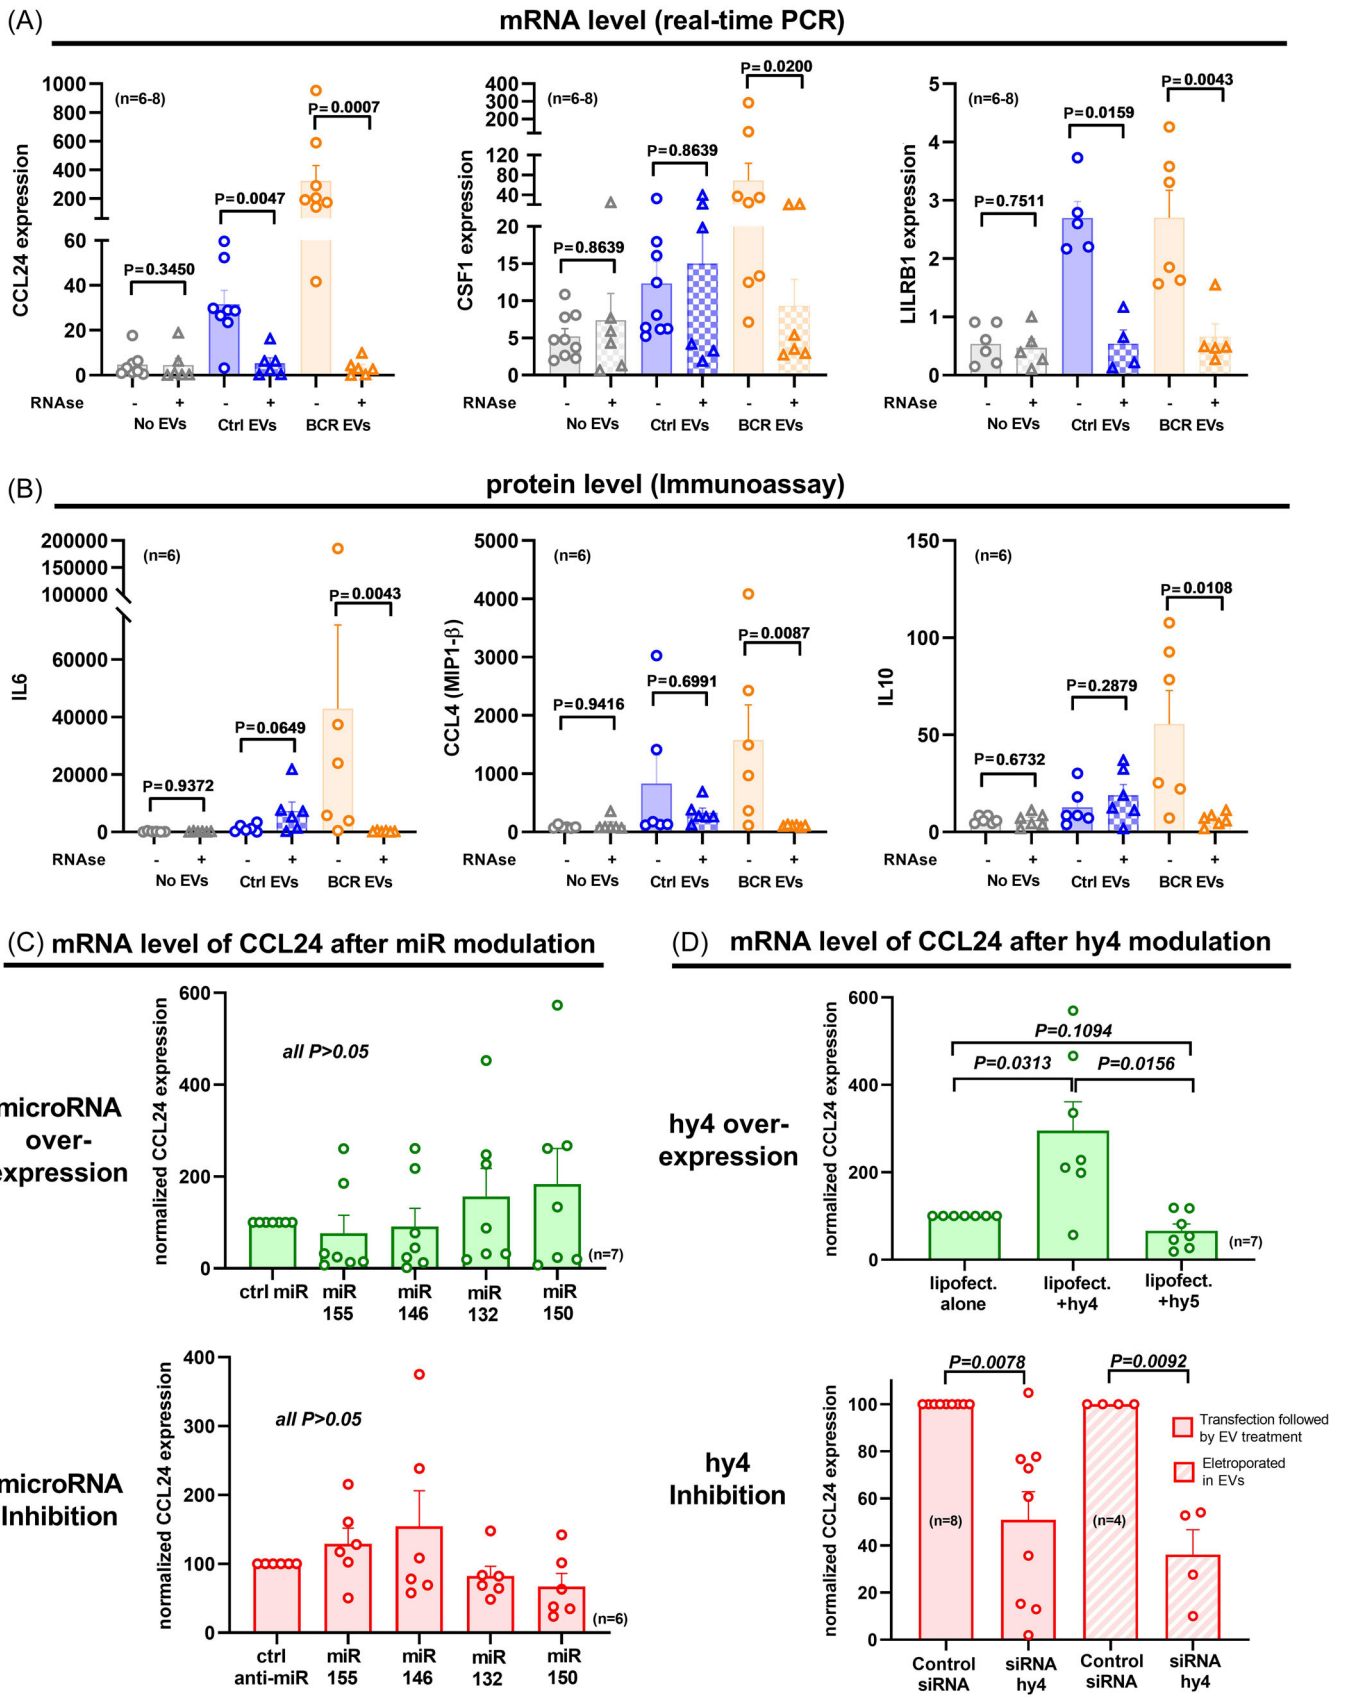 (A) mRNA level (real-time PCR)
CCL24 expression
1000
800
600
400
200
60
40
20
0
(n=6-8)
P=0.3450
P=0.0047
P=0.0007
RNAse - + - + - +
No EVs Ctrl EVs BCR EVs
CSF1 expression
400
300
200
120
80
40
20
15
10
5
0
(n=6-8)
P=0.8639
P=0.8639
P=0.0200
RNAse - + - + - +
No EVs Ctrl EVs BCR EVs
LILRB1 expression
5
4
3
2
1
0
(n=6-8)
P=0.7511
P=0.0159
P=0.0043
RNAse - + - + - +
No EVs Ctrl EVs BCR EVs
(B) protein level (Immunoassay)
IL6
200000
150000
100000
60000
40000
20000
0
(n=6)
P=0.9372
P=0.0649
P=0.0043
RNAse - + - + - +
No EVs Ctrl EVs BCR EVs
CCL4 (MIP1-β)
5000
4000
3000
2000
1000
0
(n=6)
P=0.9416
P=0.6991
P=0.0087
RNAse - + - + - +
No EVs Ctrl EVs BCR EVs
IL10
150
100
50
0
(n=6)
P=0.6732
P=0.2879
P=0.0108
RNAse - + - + - +
No EVs Ctrl EVs BCR EVs
(C) mRNA level of CCL24 after miR modulation
microRNA
over-
expression
normalized CCL24 expression
600
400
200
0
all P>0.05
(n=7)
ctrl miR miR miR miR miR
155 146 132 150
microRNA
Inhibition
normalized CCL24 expression
400
300
200
100
0
all P>0.05
(n=6)
ctrl miR miR miR miR
anti-miR 155 146 132 150
(D) mRNA level of CCL24 after hy4 modulation
hy4 over-
expression
normalized CCL24 expression
600
400
200
0
P=0.1094
P=0.0313 P=0.0156
(n=7)
lipofect. lipofect. lipofect.
alone +hy4 +hy5
hy4
Inhibition
normalized CCL24 expression
100
80
60
40
20
0
P=0.0078 P=0.0092
(n=8) (n=4)
Transfection followed
by EV treatment
Eletroporated
in EVs
Control siRNA Control siRNA
siRNA hy4 siRNA hy4